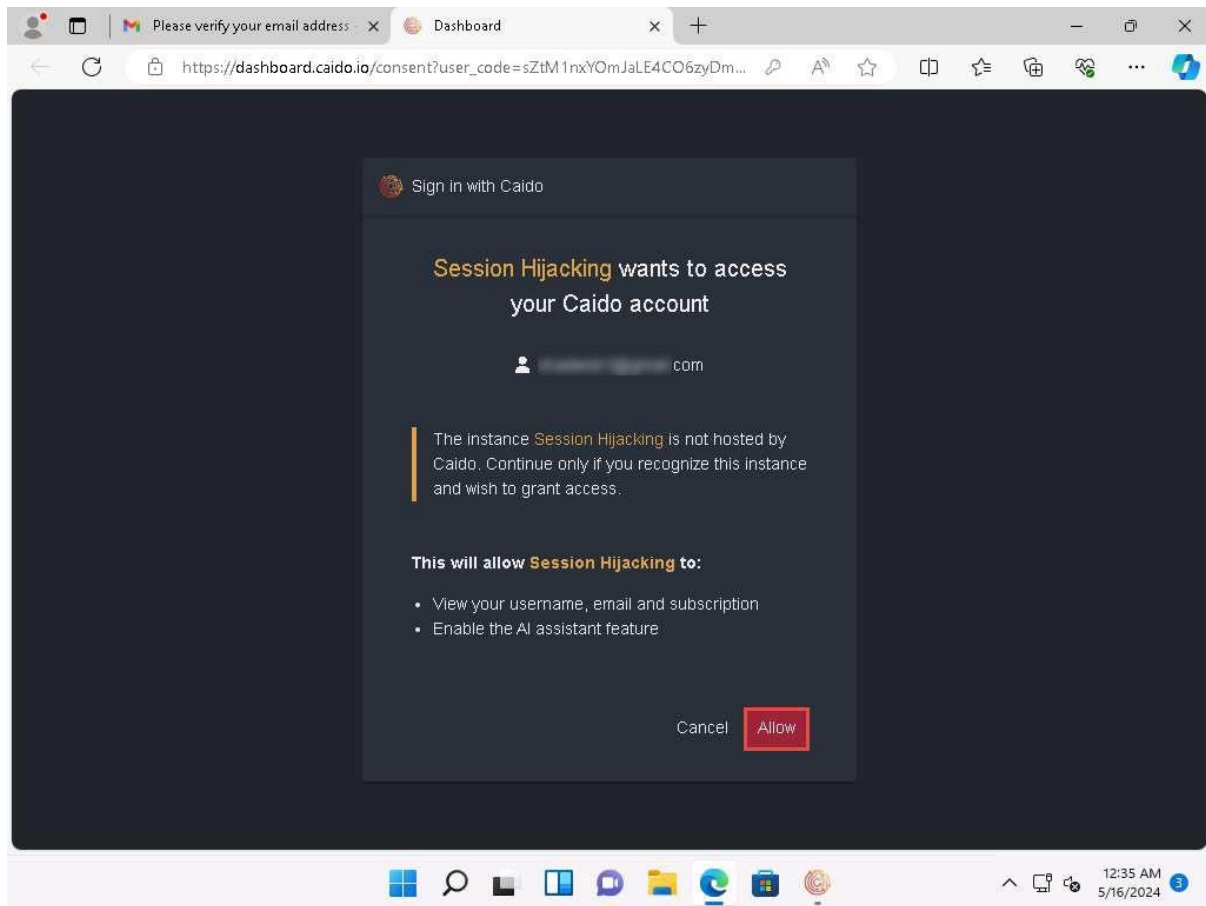 Please verify your email address
Dashboard
https://dashboard.caido.io/consent?user_code=sZtM1nxYOmJaLE4CO6zyDm...
Sign in with Caido
Session Hijacking wants to access
your Caido account
com
The instance Session Hijacking is not hosted by
Caido. Continue only if you recognize this instance
and wish to grant access.
This will allow Session Hijacking to:
• View your username, email and subscription
• Enable the AI assistant feature
Cancel Allow
12:35 AM
5/16/2024
3